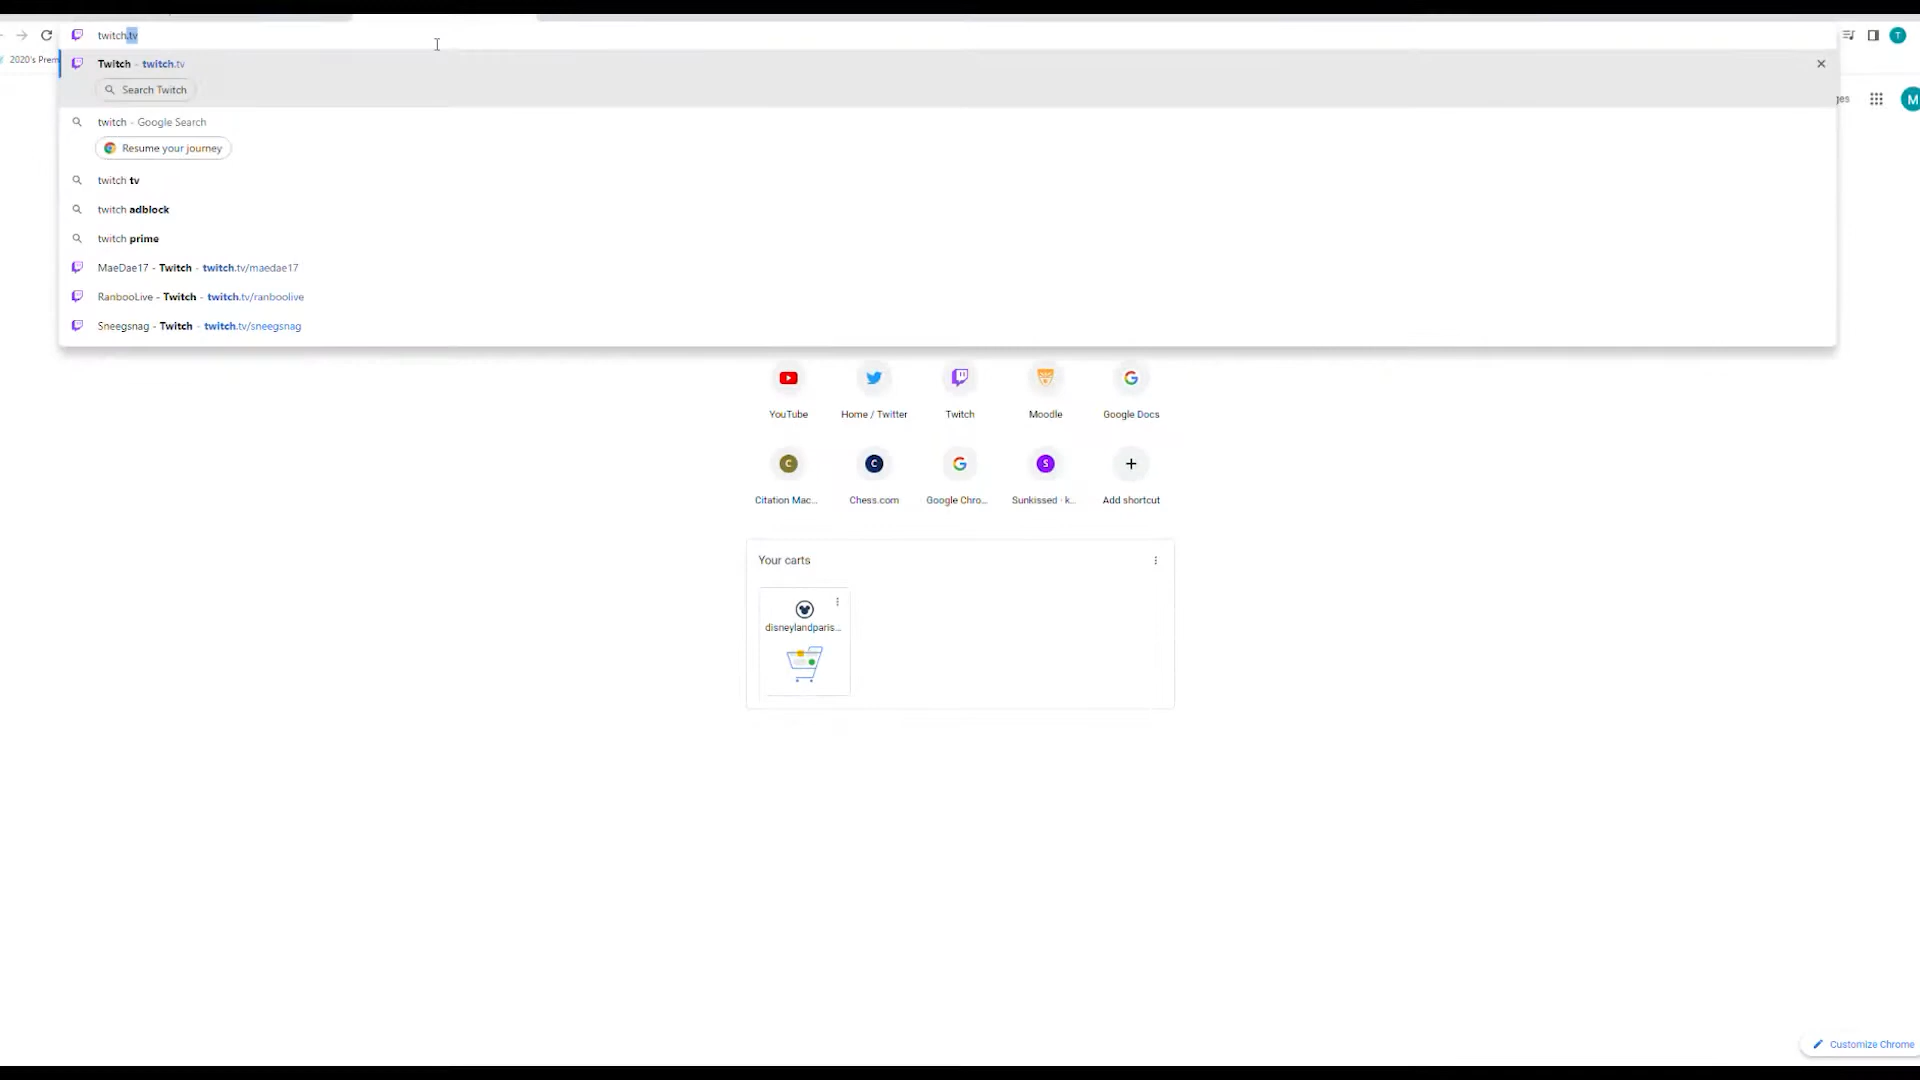 twitch.tv
2020's Prem
Twitch - twitch.tv
Search Twitch
twitch - Google Search
Resume your journey
twitch tv
twitch adblock
twitch prime
MaeDae17 - Twitch - twitch.tv/maedae17
RanbooLive - Twitch - twitch.tv/ranboolive
Sneegsnag - Twitch - twitch.tv/sneegsnag
T
ges
M
YouTube
Home / Twitter
Twitch
Moodle
Google Docs
C
C
S
Citation Mac...
Chess.com
Google Chro...
Sunkissed · k...
Add shortcut
Your carts
disneylandparis...
Customize Chrome